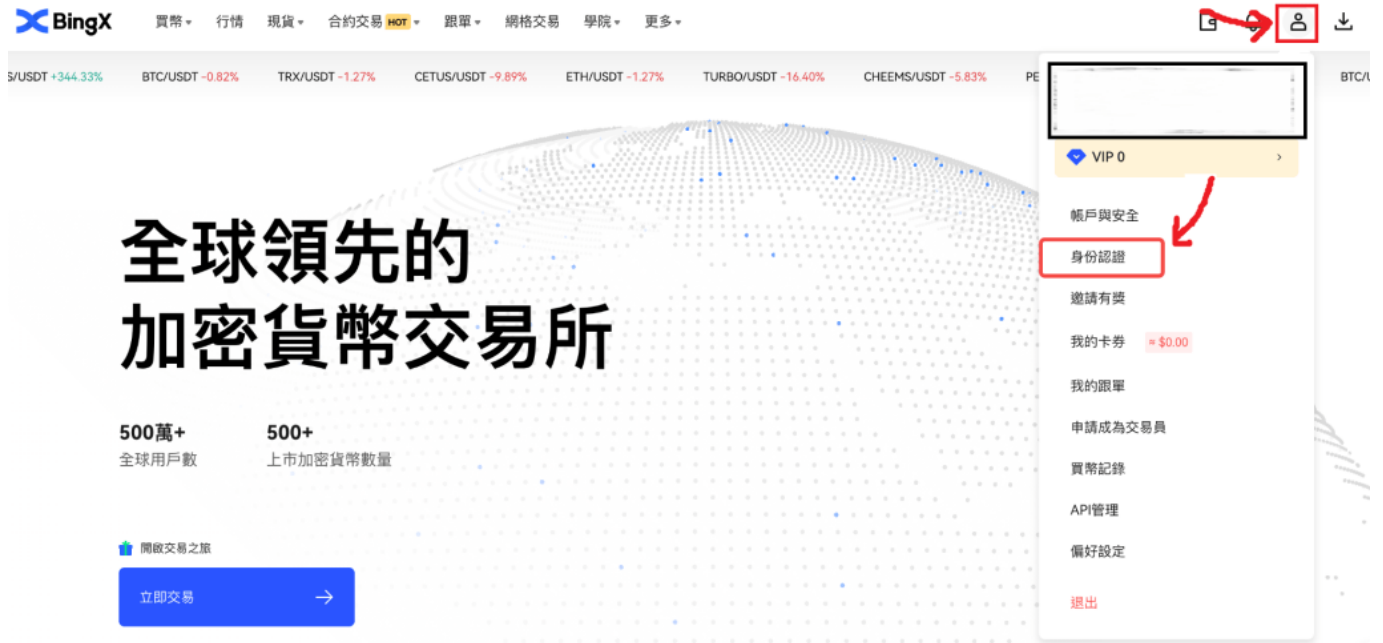 BingX 買幣 行情 現貨 合約交易 HOT 跟單 網格交易 學院 更多
S/USDT +344.33% BTC/USDT -0.82% TRX/USDT -1.27% CETUS/USDT -9.89% ETH/USDT -1.27% TURBO/USDT -16.40% CHEEMS/USDT -5.83% PE BTC/U
VIP 0
帳戶與安全
身份認證
邀請有獎
我的卡券 ≈ $0.00
我的跟單
申請成為交易員
買幣記錄
API管理
偏好設定
退出
全球領先的
加密貨幣交易所
500萬+ 500+
全球用戶數 上市加密貨幣數量
開啟交易之旅
立即交易